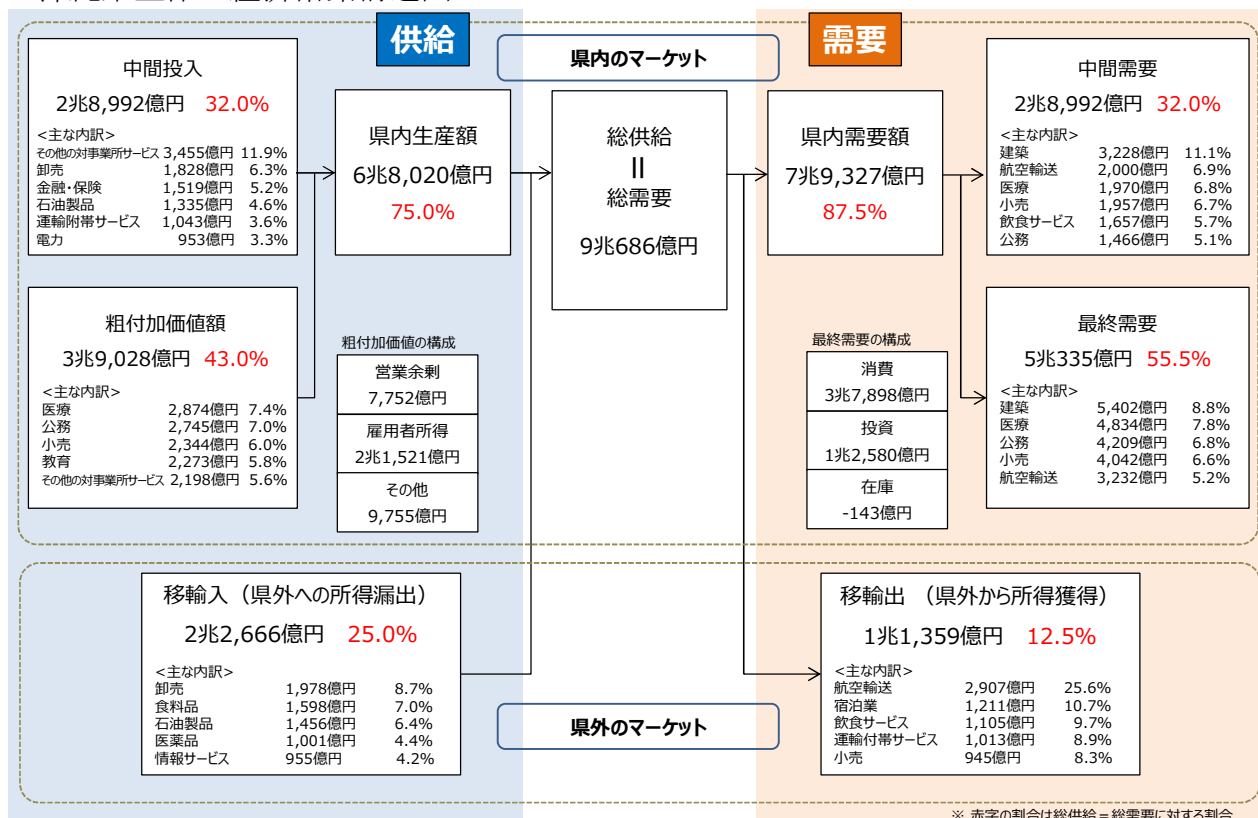 供給
需要
県内のマーケット
中間投入
2兆8,992億円 32.0%
<主な内訳>
その他の対事業所サービス 3,455億円 11.9%
卸売 1,828億円 6.3%
金融・保険 1,519億円 5.2%
石油製品 1,335億円 4.6%
運輸附帯サービス 1,043億円 3.6%
電力 953億円 3.3%
県内生産額
6兆8,020億円
75.0%
総供給
||
総需要
9兆686億円
県内需要額
7兆9,327億円
87.5%
中間需要
2兆8,992億円 32.0%
<主な内訳>
建築 3,228億円 11.1%
航空輸送 2,000億円 6.9%
医療 1,970億円 6.8%
小売 1,957億円 6.7%
飲食サービス 1,657億円 5.7%
公務 1,466億円 5.1%
粗付加価値額
3兆9,028億円 43.0%
<主な内訳>
医療 2,874億円 7.4%
公務 2,745億円 7.0%
小売 2,344億円 6.0%
教育 2,273億円 5.8%
その他の対事業所サービス 2,198億円 5.6%
粗付加価値の構成
営業余剰
7,752億円
雇用者所得
2兆1,521億円
その他
9,755億円
最終需要の構成
消費
3兆7,898億円
投資
1兆2,580億円
在庫
-143億円
最終需要
5兆335億円 55.5%
<主な内訳>
建築 5,402億円 8.8%
医療 4,834億円 7.8%
公務 4,209億円 6.8%
小売 4,042億円 6.6%
航空輸送 3,232億円 5.2%
移輸入（県外への所得漏出）
2兆2,666億円 25.0%
<主な内訳>
卸売 1,978億円 8.7%
食料品 1,598億円 7.0%
石油製品 1,456億円 6.4%
医薬品 1,001億円 4.4%
情報サービス 955億円 4.2%
県外のマーケット
移輸出 （県外から所得獲得）
1兆1,359億円 12.5%
<主な内訳>
航空輸送 2,907億円 25.6%
宿泊業 1,211億円 10.7%
飲食サービス 1,105億円 9.7%
運輸付帯サービス 1,013億円 8.9%
小売 945億円 8.3%
※ 赤字の割合は総供給＝総需要に対する割合